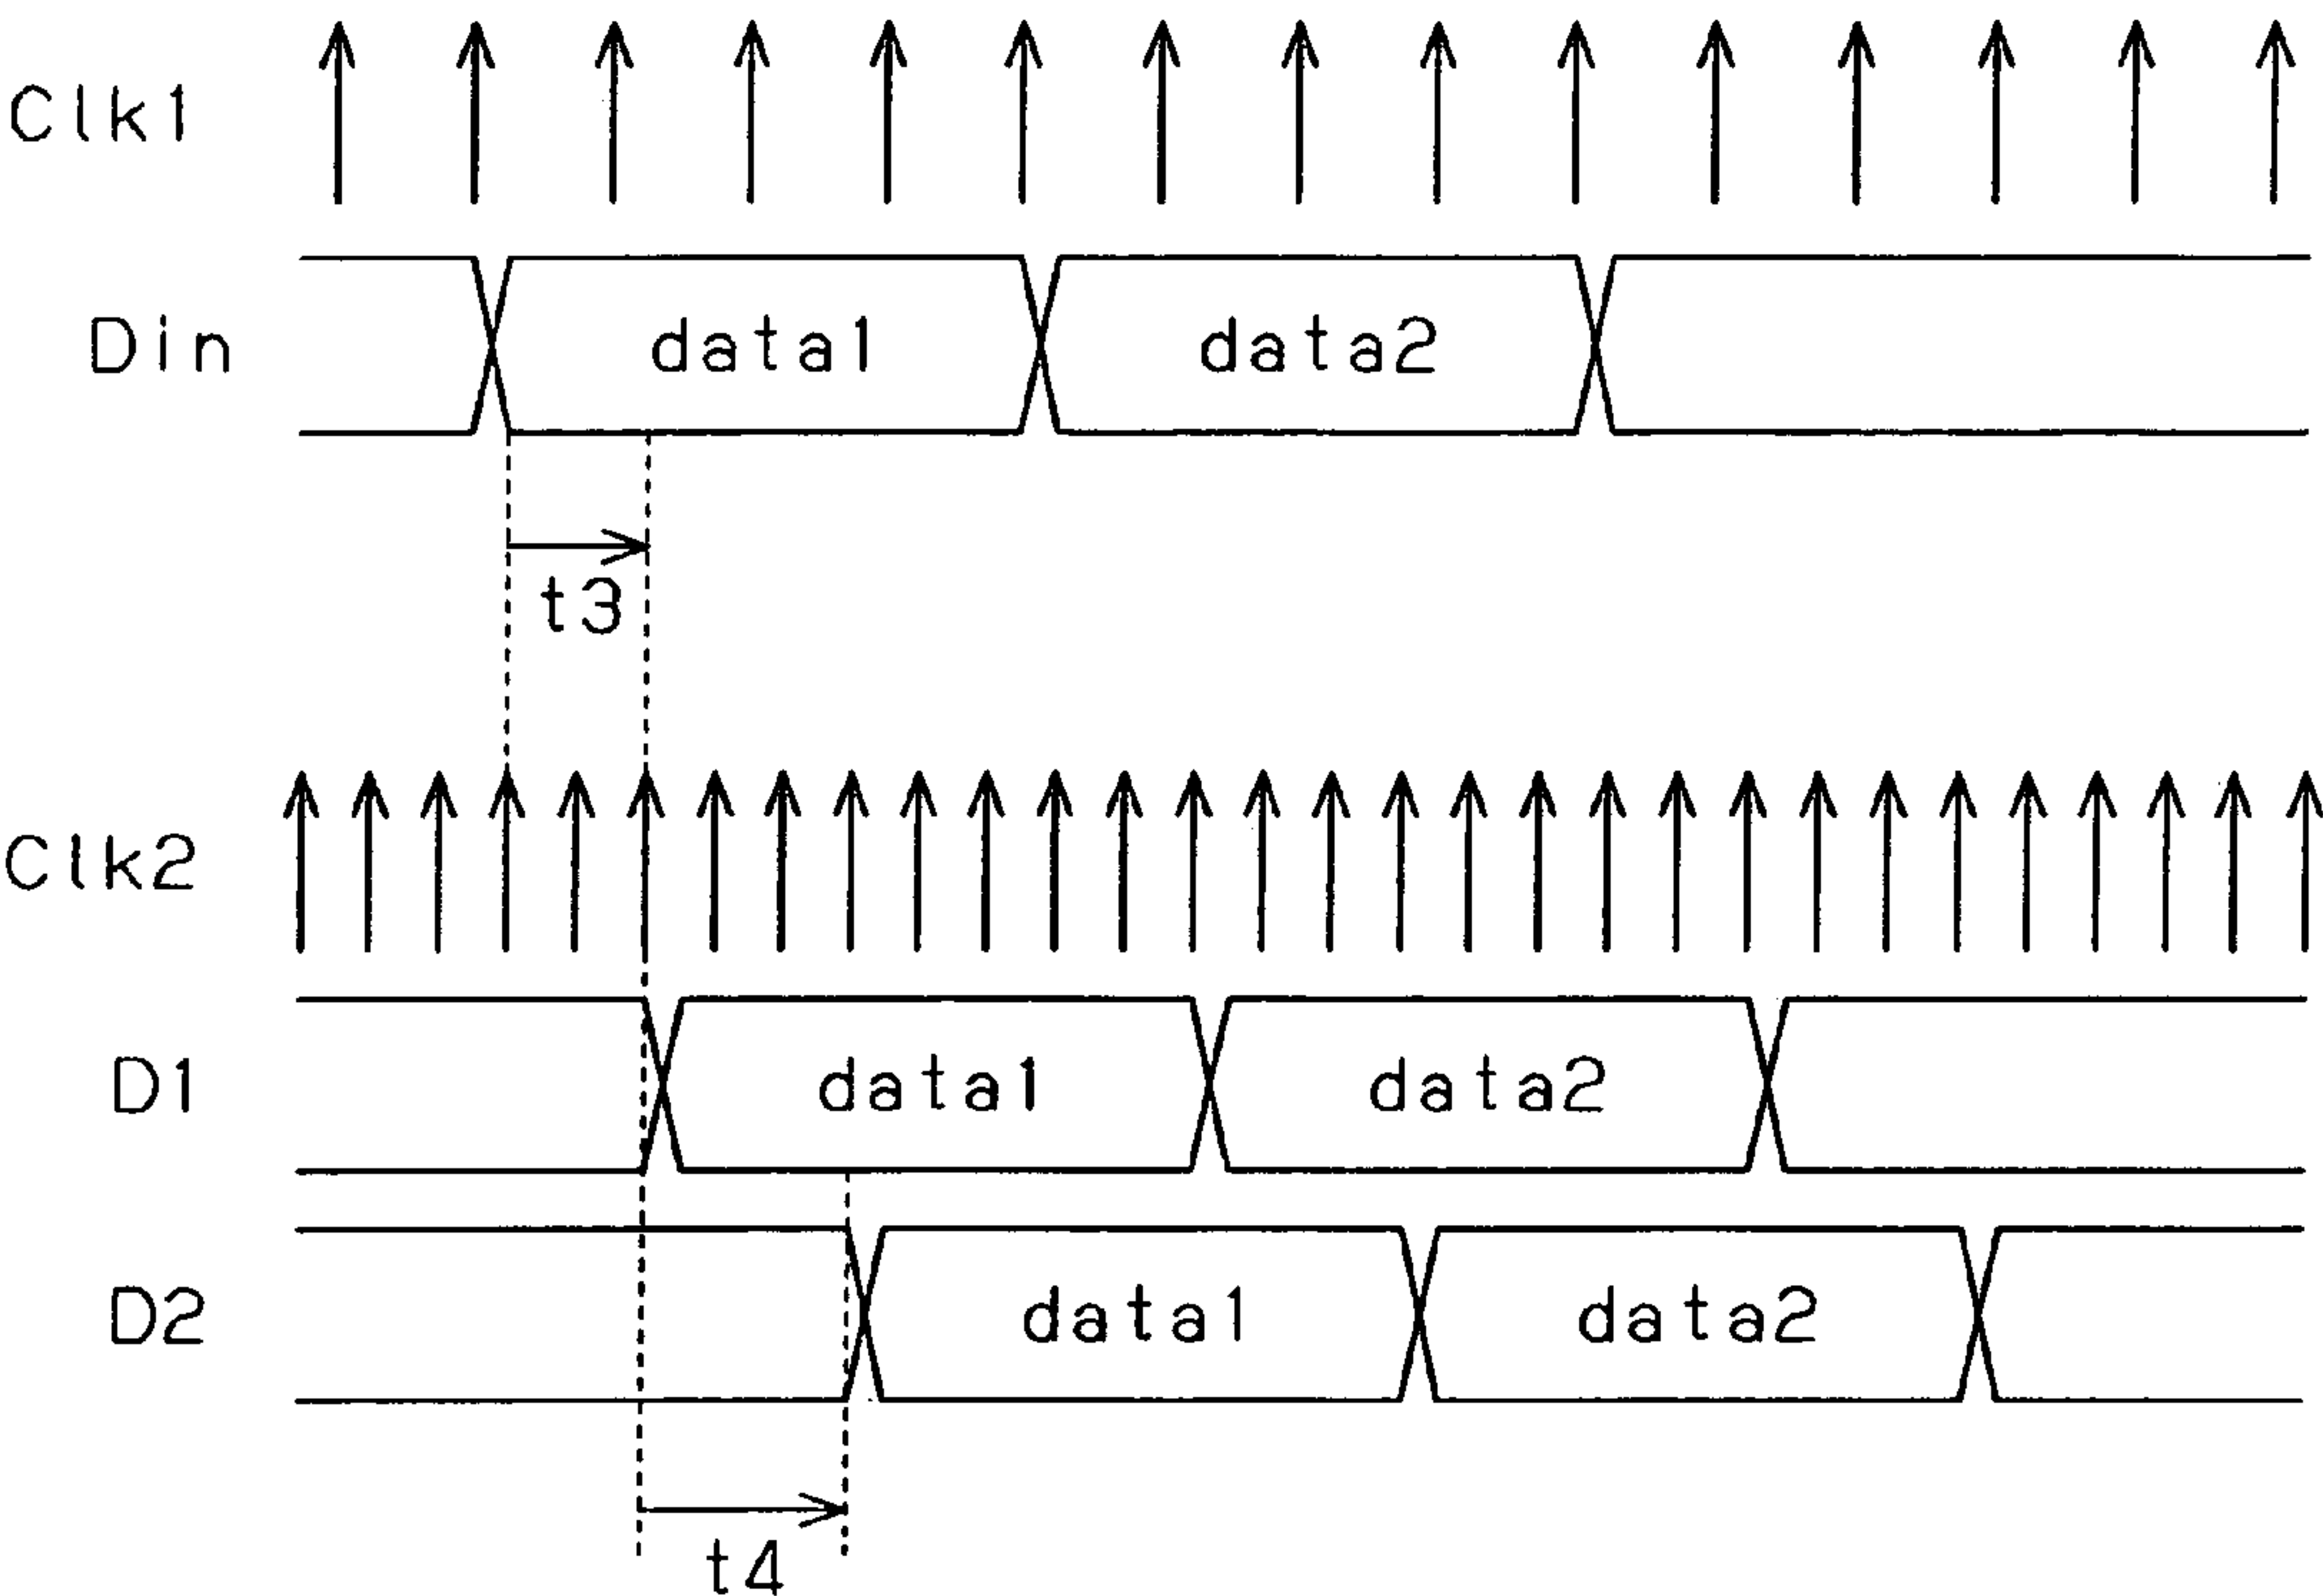 Clk1
Din data1 data2
t3
Clk2
D1 data1 data2
D2 data1 data2
t4